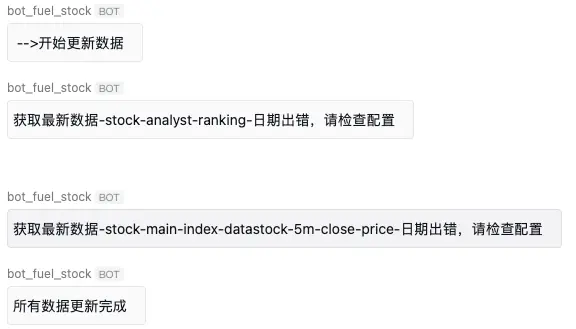 bot_fuel_stock BOT
-->开始更新数据
bot_fuel_stock BOT
获取最新数据-stock-analyst-ranking-日期出错，请检查配置
bot_fuel_stock BOT
获取最新数据-stock-main-index-datastock-5m-close-price-日期出错，请检查配置
bot_fuel_stock BOT
所有数据更新完成